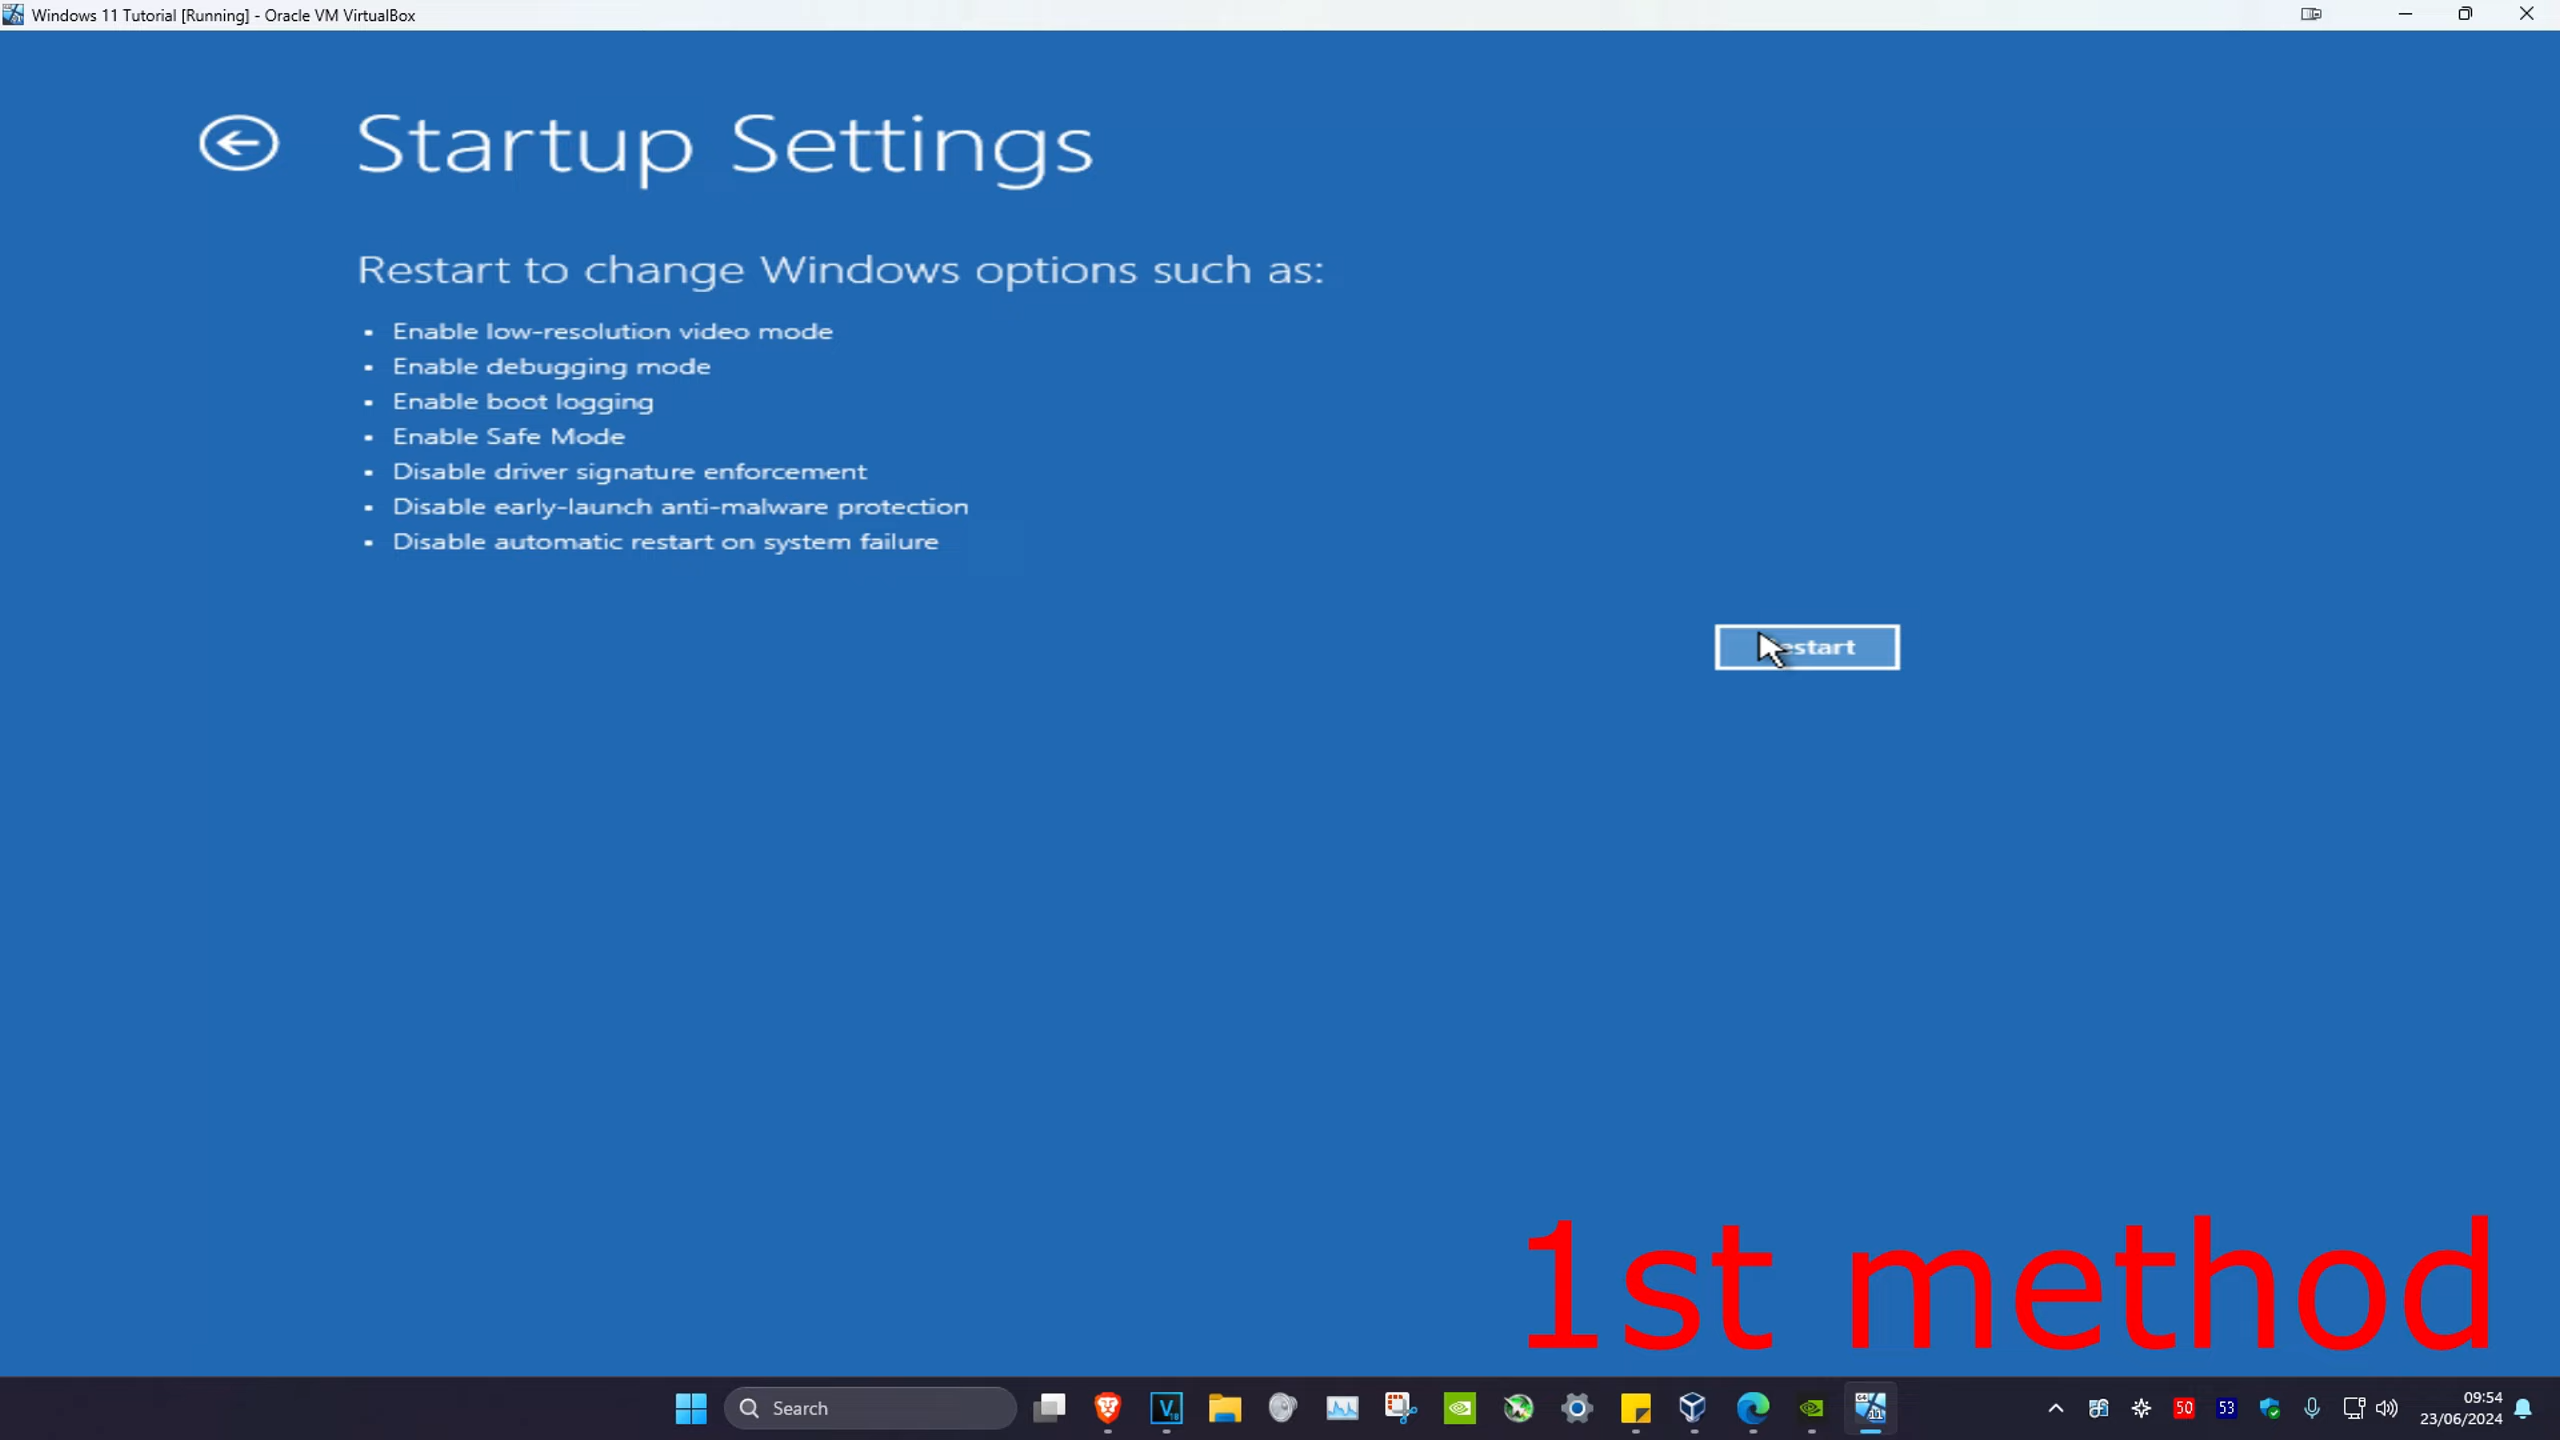 Windows 11 Tutorial [Running] - Oracle VM VirtualBox
Startup Settings
Restart to change Windows options such as:
Enable low-resolution video mode
Enable debugging mode
Enable boot logging
Enable Safe Mode
Disable driver signature enforcement
Disable early-launch anti-malware protection
Disable automatic restart on system failure
estart
1st method
Search
50
53
09:54
23/06/2024